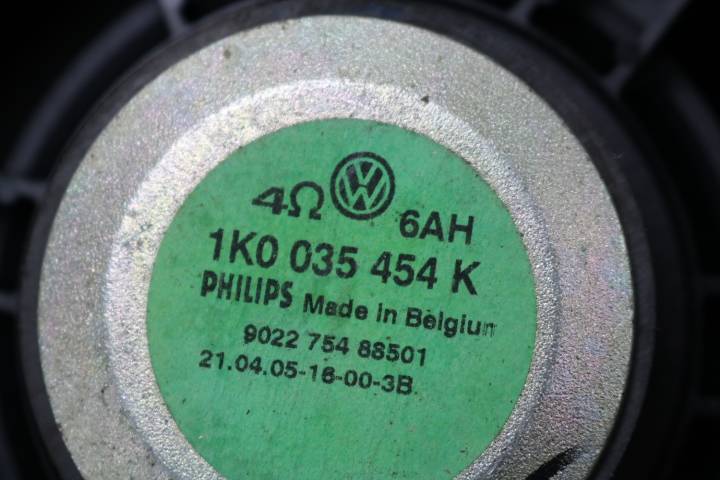 4Ω 6AH
1K0 035 454 K
PHILIPS Made in Belgium
9022 754 88501
21.04.05-16-00-3B